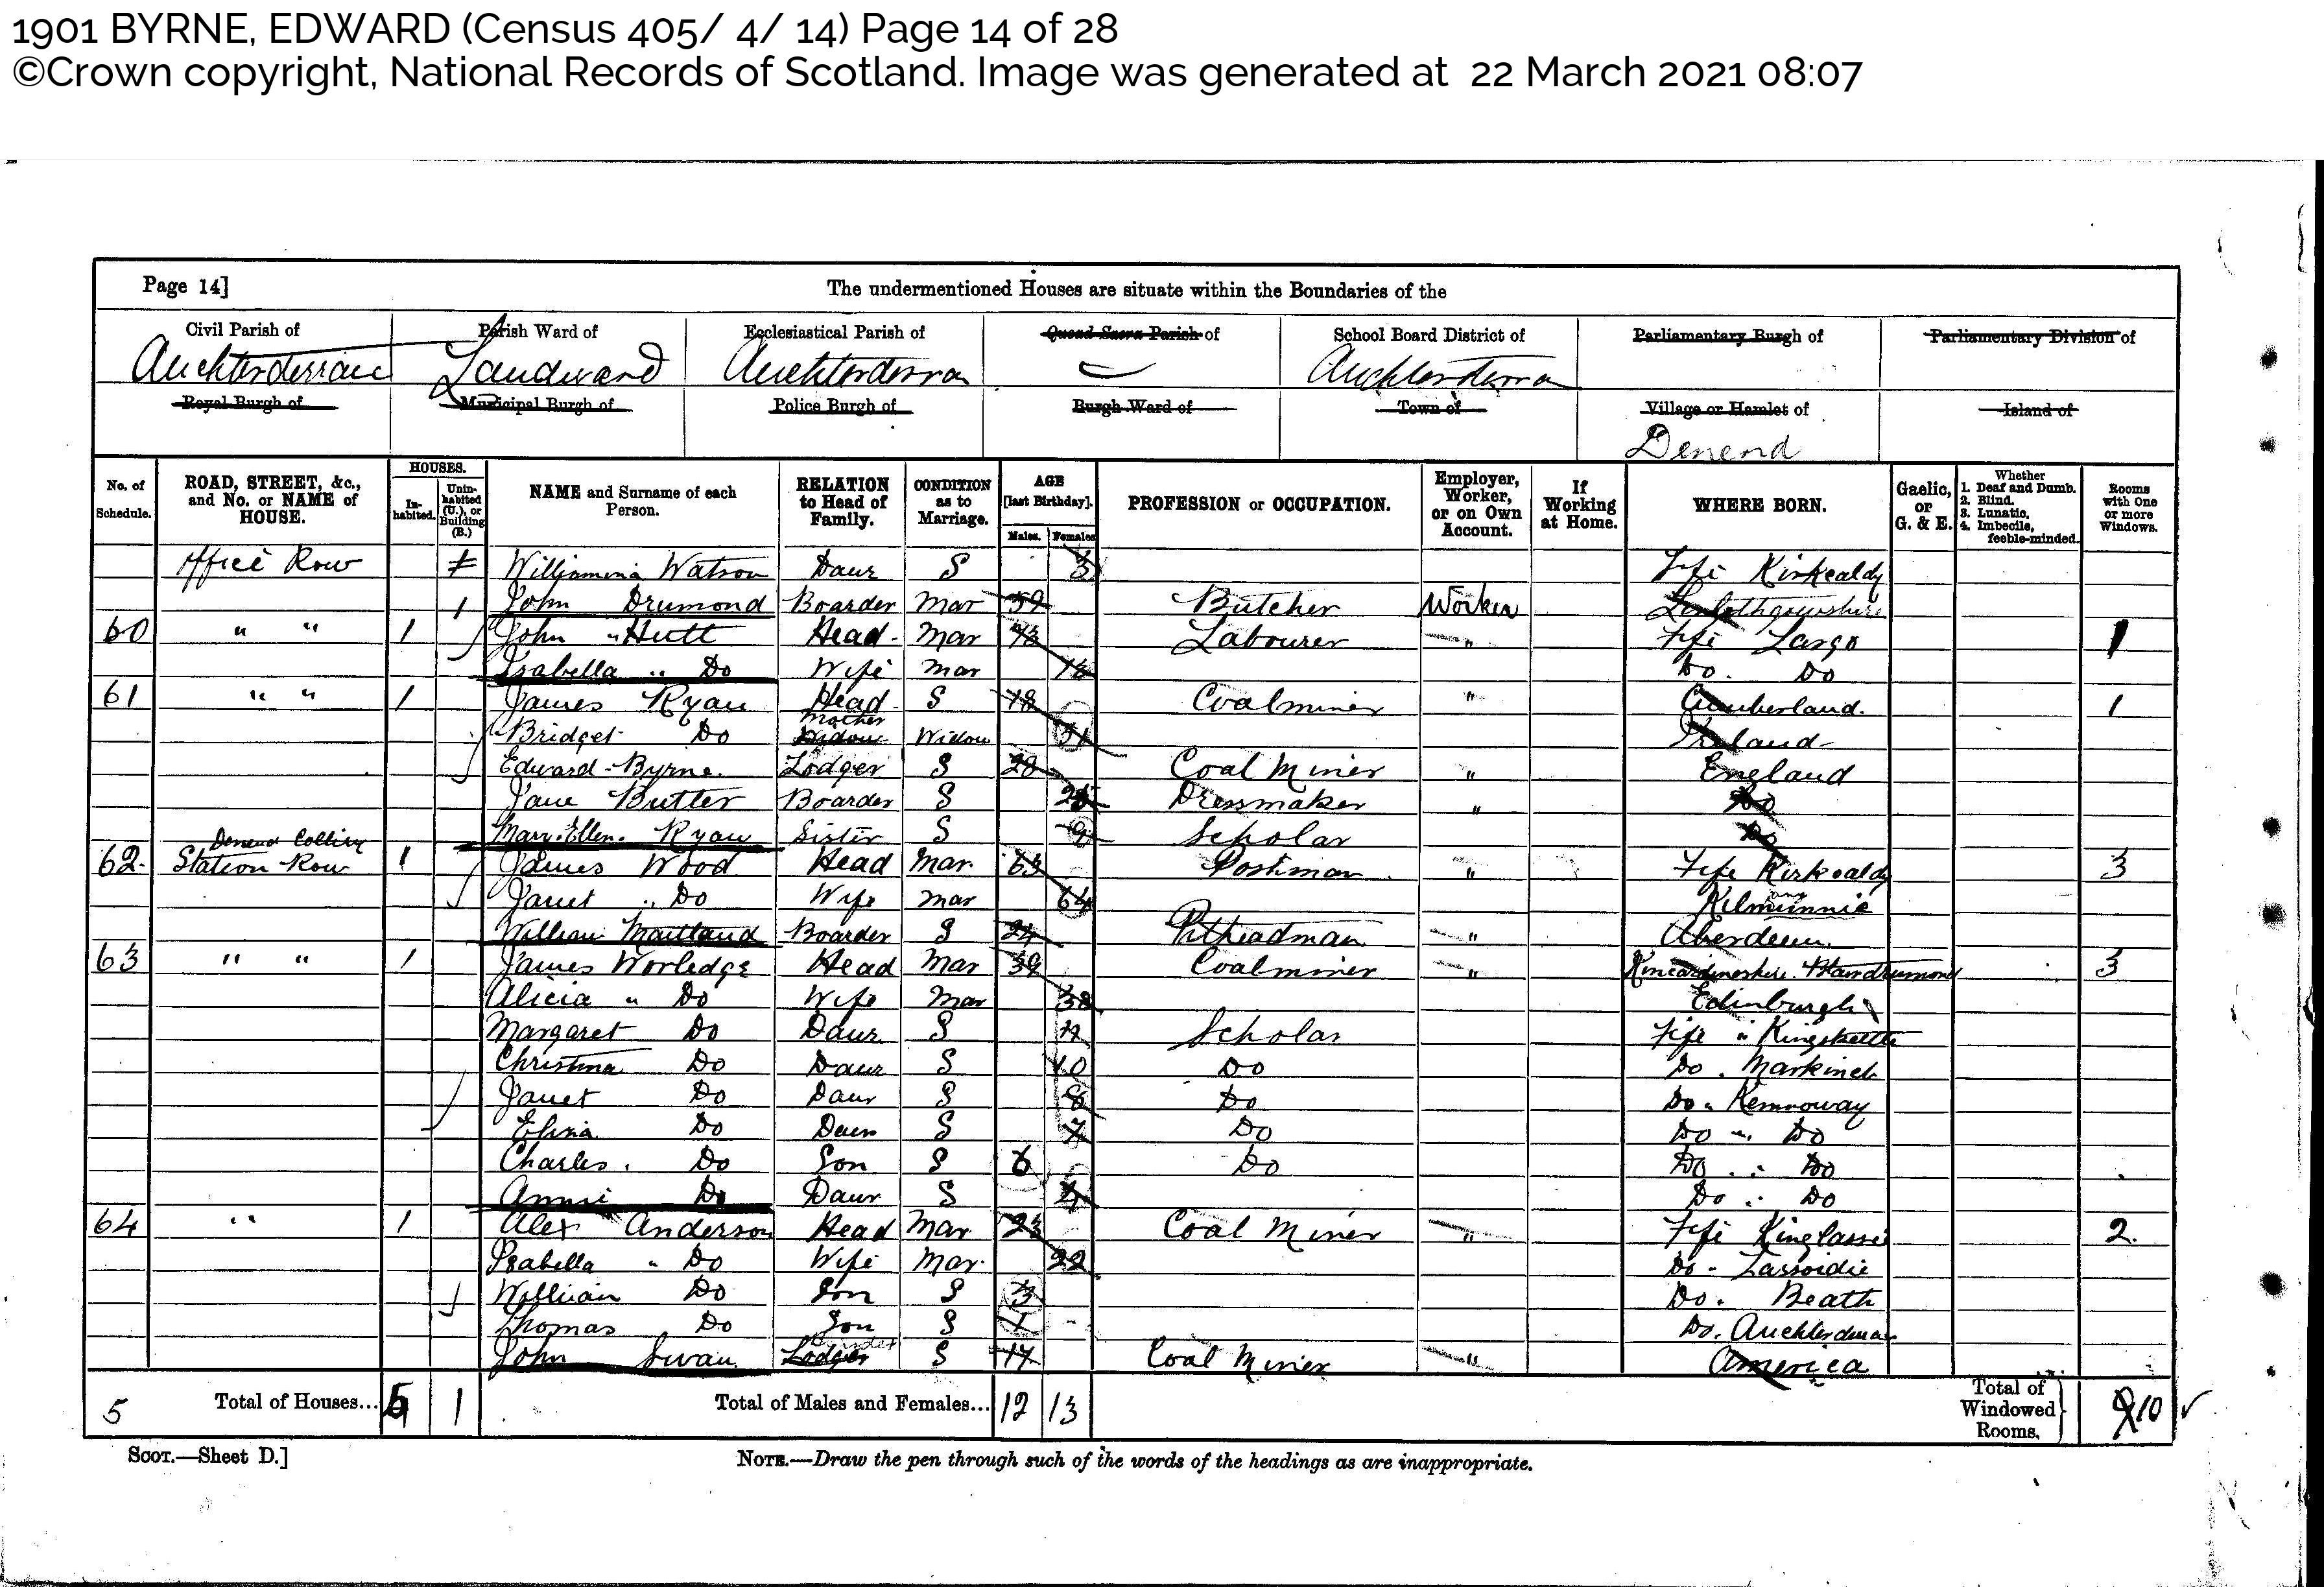 1901 BYRNE, EDWARD (Census 405/ 4/ 14) Page 14 of 28
©Crown copyright, National Records of Scotland. Image was generated at 22 March 2021 08:07
Page 14] The undermentioned Houses are situate within the Boundaries of the
Civil Parish of Parish Ward of Ecclesiastical Parish of Quoad Sacra Parish of School Board District of Parliamentary Burgh of Parliamentary Division of
Auchterderran Landward Auchterderra Auchterderra
Royal Burgh of Municipal Burgh of Police Burgh of Burgh Ward of Town of Village or Hamlet of Island of
Denend
No. of Schedule. ROAD, STREET, &c., and No. or NAME of HOUSE. HOUSES. Inhabited. Uninhabited (U.), or Building (B.) NAME and Surname of each Person. RELATION to Head of Family. CONDITION as to Marriage. AGE [last Birthday]. Males. Females. PROFESSION or OCCUPATION. Employer, Worker, or on Own Account. If Working at Home. WHERE BORN. Gaelic, or G. & E. Whether 1. Deaf and Dumb. 2. Blind. 3. Lunatic. 4. Imbecile, feeble-minded. Rooms with One or more Windows.
Office Row Williamina Watson Daur S 3 Fife Kirkcaldy
1 John Drumond Boarder Mar 59 Butcher Worker Linlithgowshire
60 " " 1 John " Hutt Head Mar 43 Labourer " Fife Largo 1
Isabella " Do Wife Mar Do. Do
61 " " 1 James Ryan Head S 18 Coalminer " Cumberland. 1
Bridget Do Mother Widow Widow 51 Ireland
Edward Byrne. Lodger S 28 Coal Miner " England
Jane Butter Boarder S Dressmaker " Do
Mary Ellen. Ryan Sister S 9 Scholar Do
62. Denend Colliery Station Row 1 James Wood Head Mar. 63 Postman " Fife Kirkcaldy 3
Janet " Do Wife Mar 64 Kilmunnie
William Maitland Boarder S 24 Pitheadman " Aberdeen.
63 " " 1 James Worledge Head Mar 39 Coalminer " Kincardineshire. Blairdrumond 3
Alicia " Do Wife Mar 38 Edinburgh
Margaret Do Daur S 11 Scholar Fife " Kingskettle
Christina Do Daur S 10 Do Do. Markinch
Janet Do Daur S 8 Do Do " Kennoway
Eliza Do Daur S 7 Do Do " Do
Charles. Do Son S 6 Do Do " Do
Annie Do Daur S 4 Do " Do
64 " 1 Alex Anderson Head Mar 23 Coal Miner " Fife Kinglassie 2.
Isabella " Do Wife Mar. 22 Do - Lassoidie
William Do Son S 3 Do. Beath
Thomas Do Son S 1 Do. Auchterderran
John Swan Lodger S 17 Coal Miner " America
5 Total of Houses... 5 1 Total of Males and Females... 12 13 Total of Windowed Rooms. 10
SCOT.—Sheet D.] NOTE.—Draw the pen through such of the words of the headings as are inappropriate.